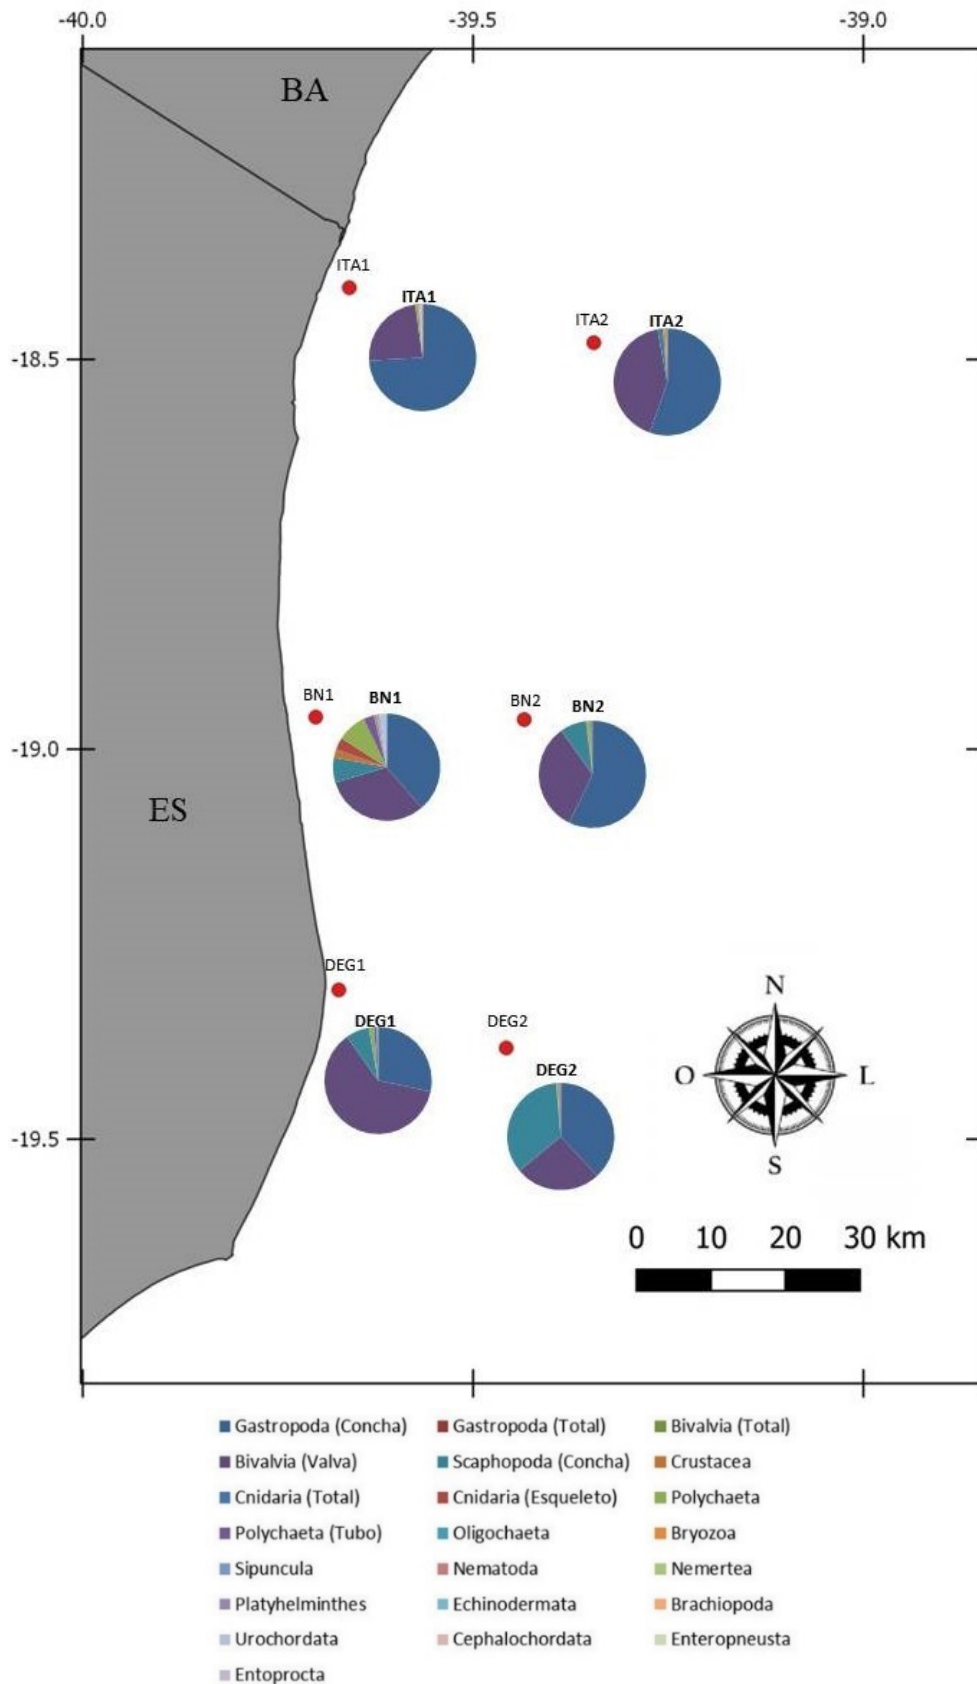 -40.0 -39.5 -39.0
BA
ITA1
ITA1
ITA2
ITA2
-18.5
BN1
BN1
BN2
BN2
-19.0
ES
DEG1
DEG1
DEG2
DEG2
-19.5
N
O L
S
0 10 20 30 km
Gastropoda (Concha) Gastropoda (Total) Bivalvia (Total)
Bivalvia (Valva) Scaphopoda (Concha) Crustacea
Cnidaria (Total) Cnidaria (Esqueleto) Polychaeta
Polychaeta (Tubo) Oligochaeta Bryozoa
Sipuncula Nematoda Nemertea
Platyhelminthes Echinodermata Brachiopoda
Urochordata Cephalochordata Enteropneusta
Entoprocta